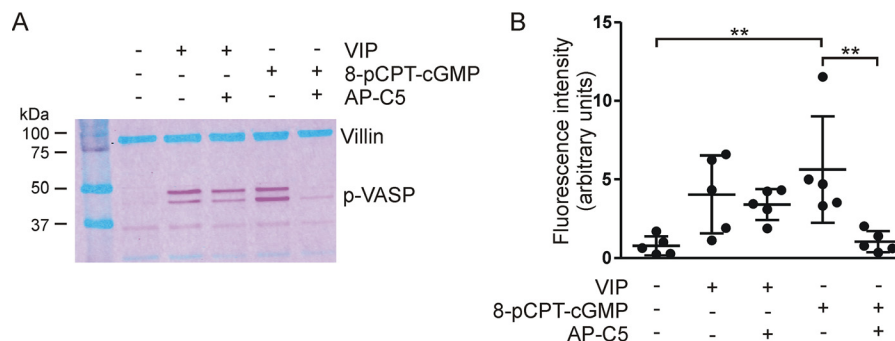 A
- + + - - VIP
- - - + + 8-pCPT-cGMP
- - + - + AP-C5
kDa
100
75
50
37
Villin
p-VASP
B
Fluorescence intensity
(arbitrary units)
15
10
5
0
**
**
VIP - + + - -
8-pCPT-cGMP - - - + +
AP-C5 - - + - +